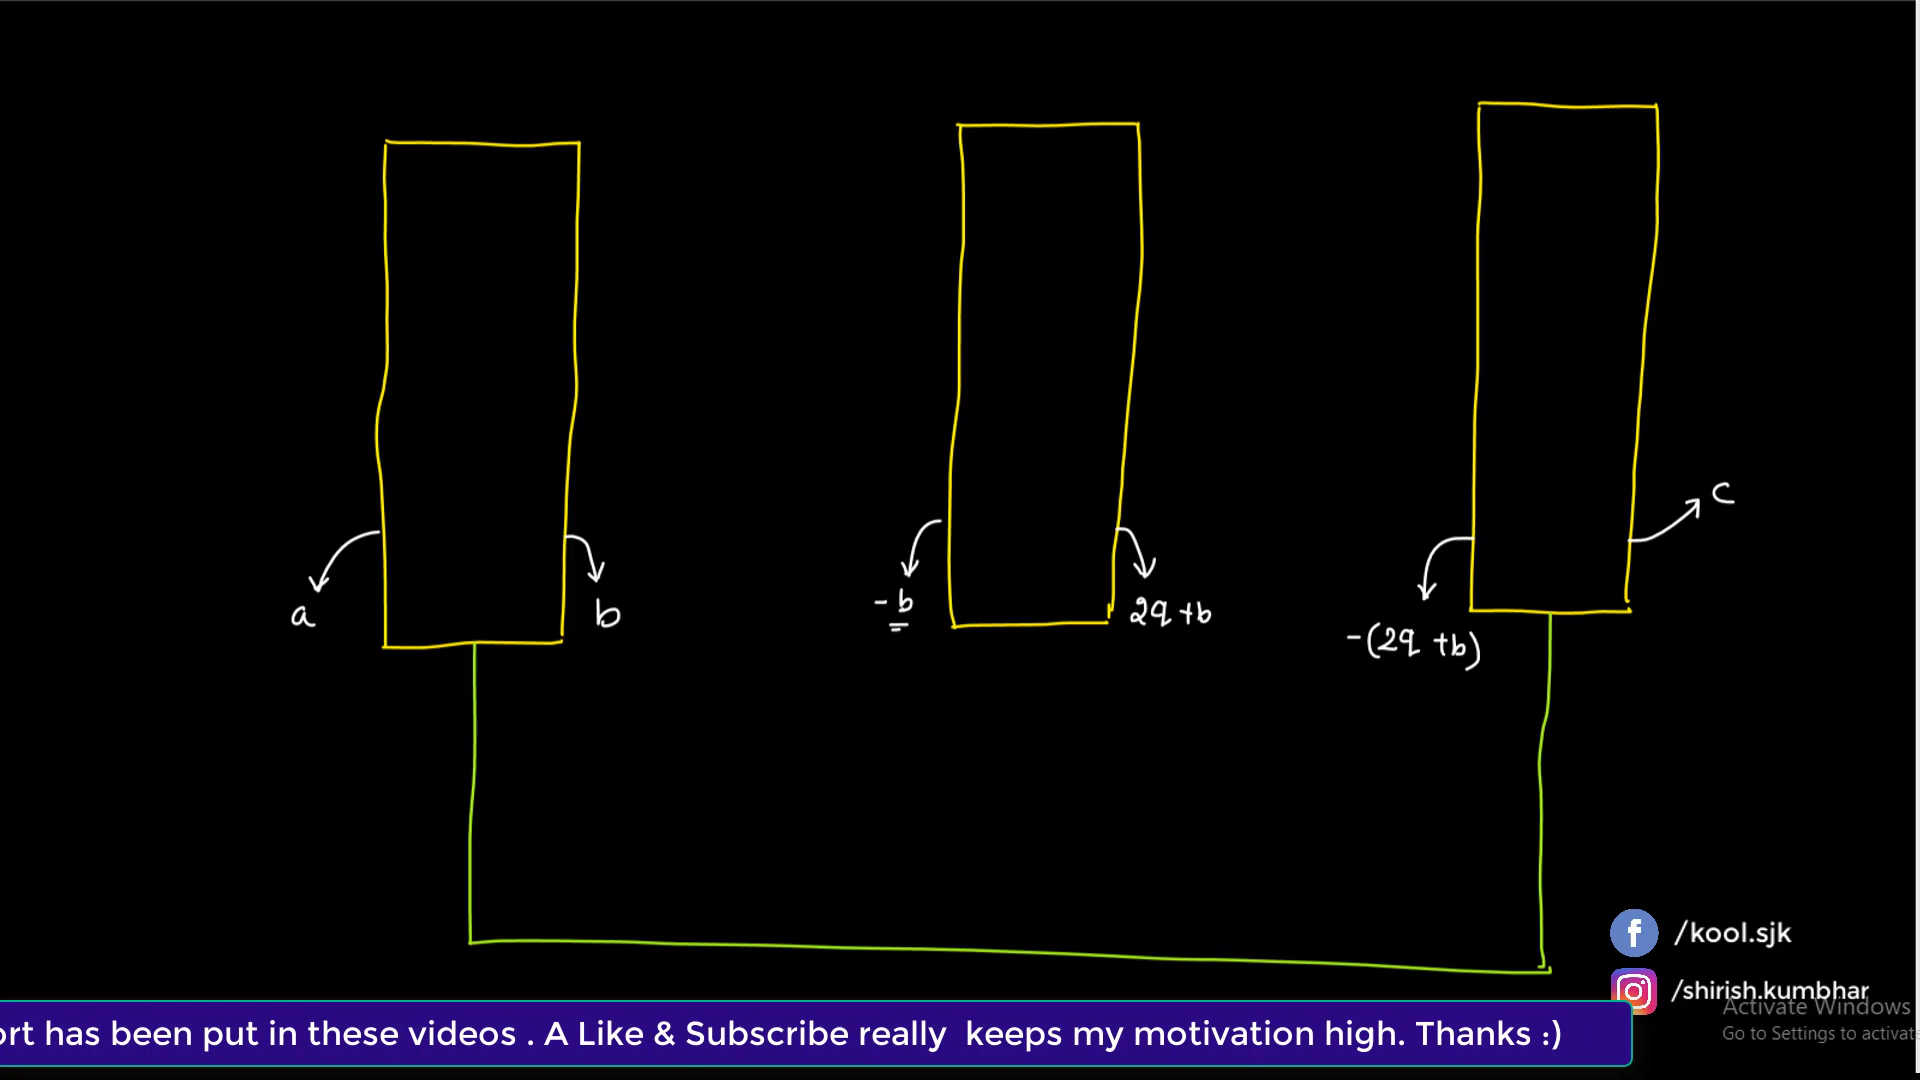 c
a
b
-b
2q+b
-(2q+b)
/kool.sjk
/shirish.kumbhar
Activate Windows
Go to Settings to activat
ort has been put in these videos . A Like & Subscribe really keeps my motivation high. Thanks :)